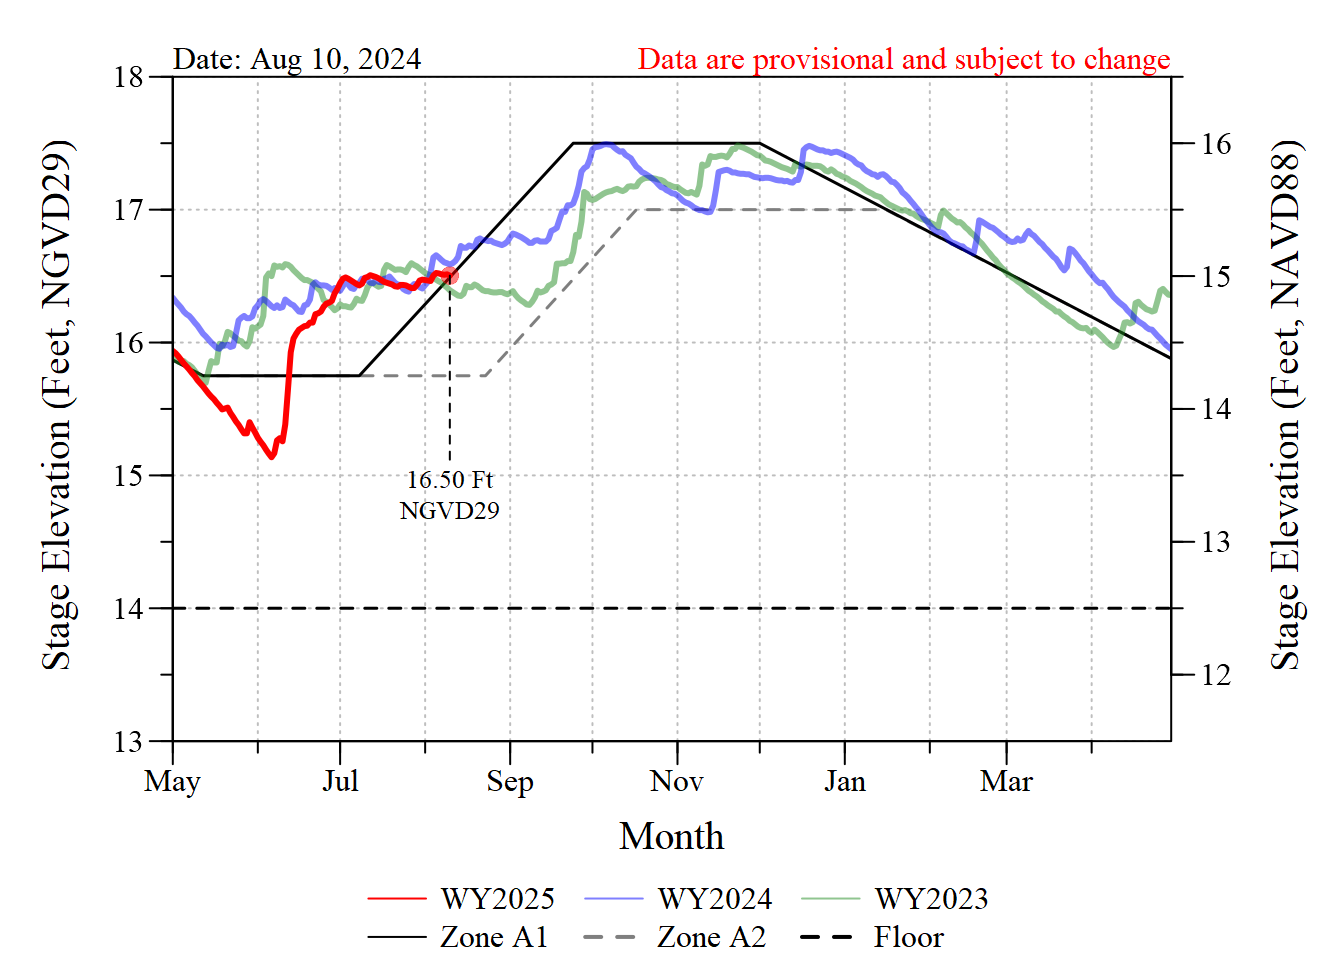 Date: Aug 10, 2024
Data are provisional and subject to change
Stage Elevation (Feet, NGVD29)
18
17
16
15
14
13
16
15
14
13
12
Stage Elevation (Feet, NAVD88)
16.50 Ft
NGVD29
May Jul Sep Nov Jan Mar
Month
WY2025 WY2024 WY2023
Zone A1 Zone A2 Floor